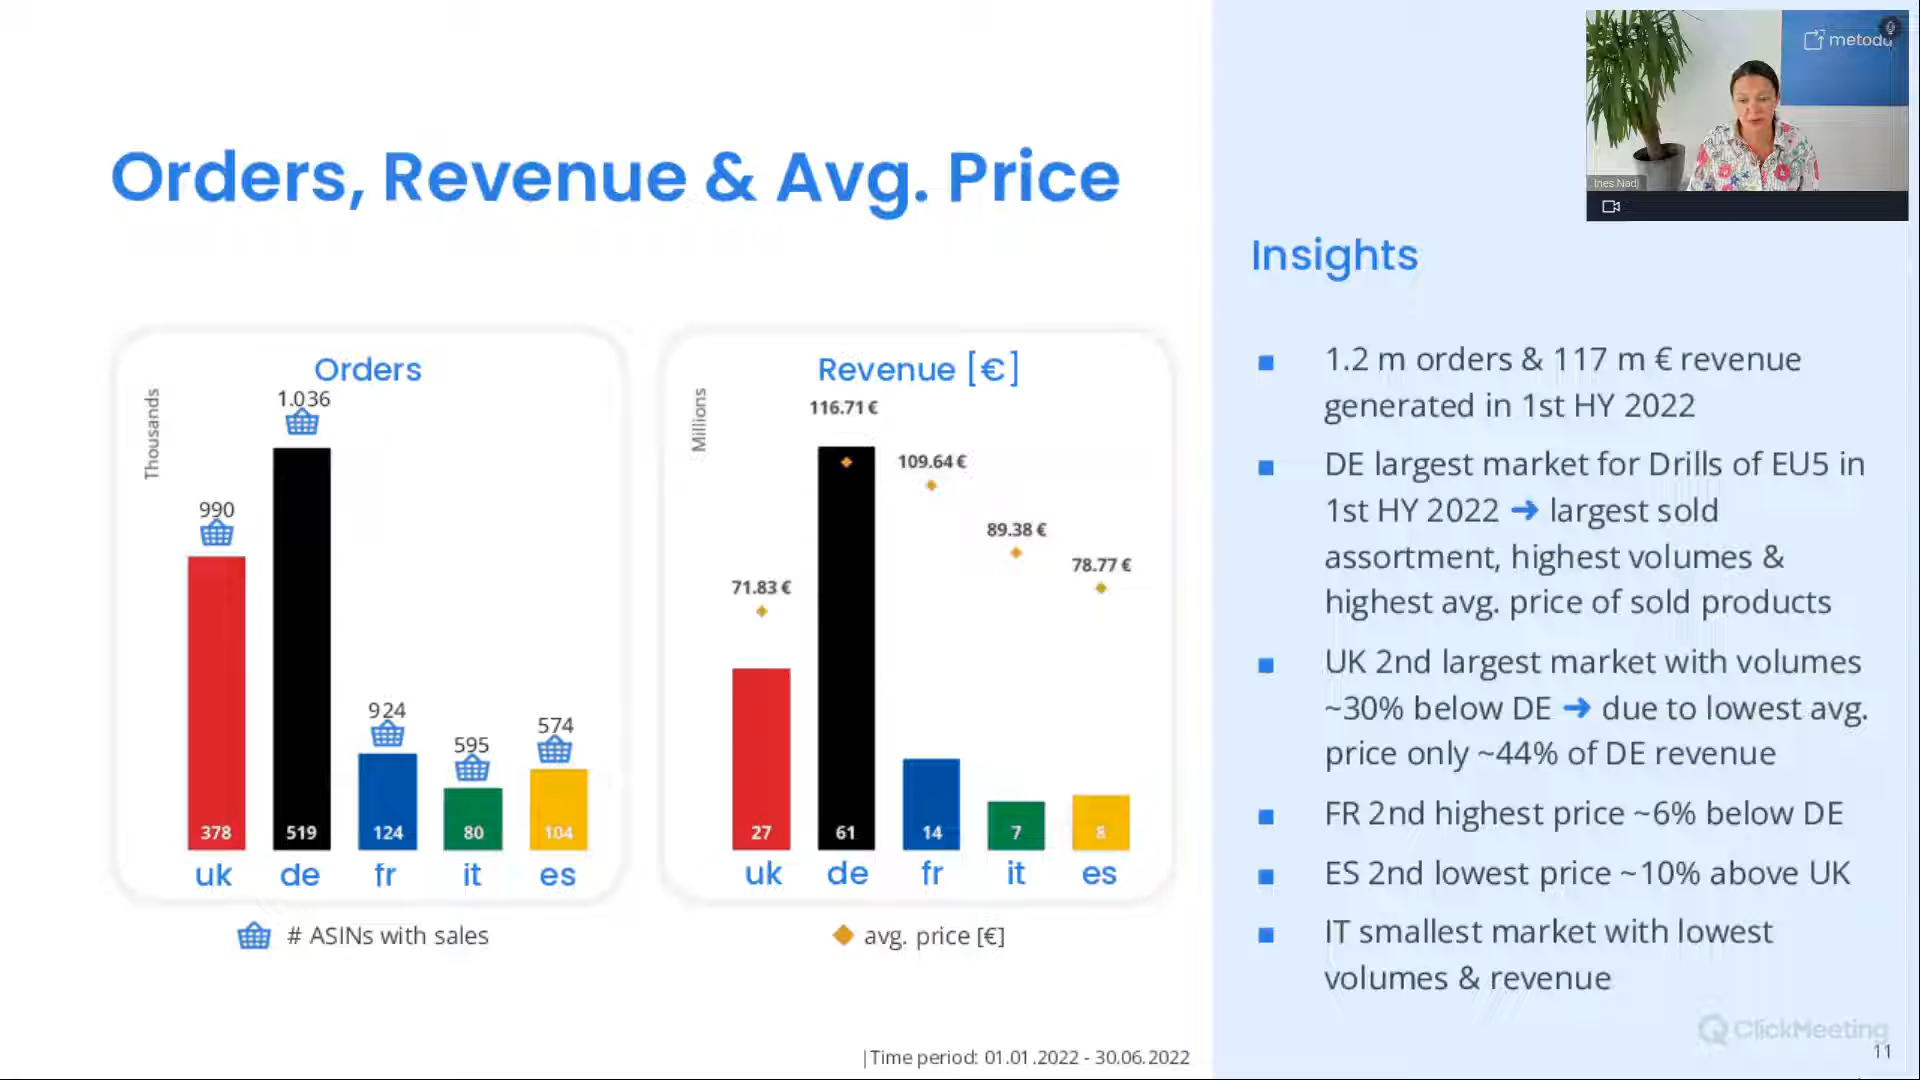 metoda
Ines Nadj
Orders, Revenue & Avg. Price
Orders
Thousands
1.036
990
924
595
574
378
519
124
80
104
uk
de
fr
it
es
# ASINs with sales
Revenue [€]
Millions
116.71 €
109.64 €
89.38 €
78.77 €
71.83 €
27
61
14
7
8
uk
de
fr
it
es
avg. price [€]
|Time period: 01.01.2022 - 30.06.2022
Insights
1.2 m orders & 117 m € revenue
generated in 1st HY 2022
DE largest market for Drills of EU5 in
1st HY 2022 ➜ largest sold
assortment, highest volumes &
highest avg. price of sold products
UK 2nd largest market with volumes
~30% below DE ➜ due to lowest avg.
price only ~44% of DE revenue
FR 2nd highest price ~6% below DE
ES 2nd lowest price ~10% above UK
IT smallest market with lowest
volumes & revenue
ClickMeeting
11